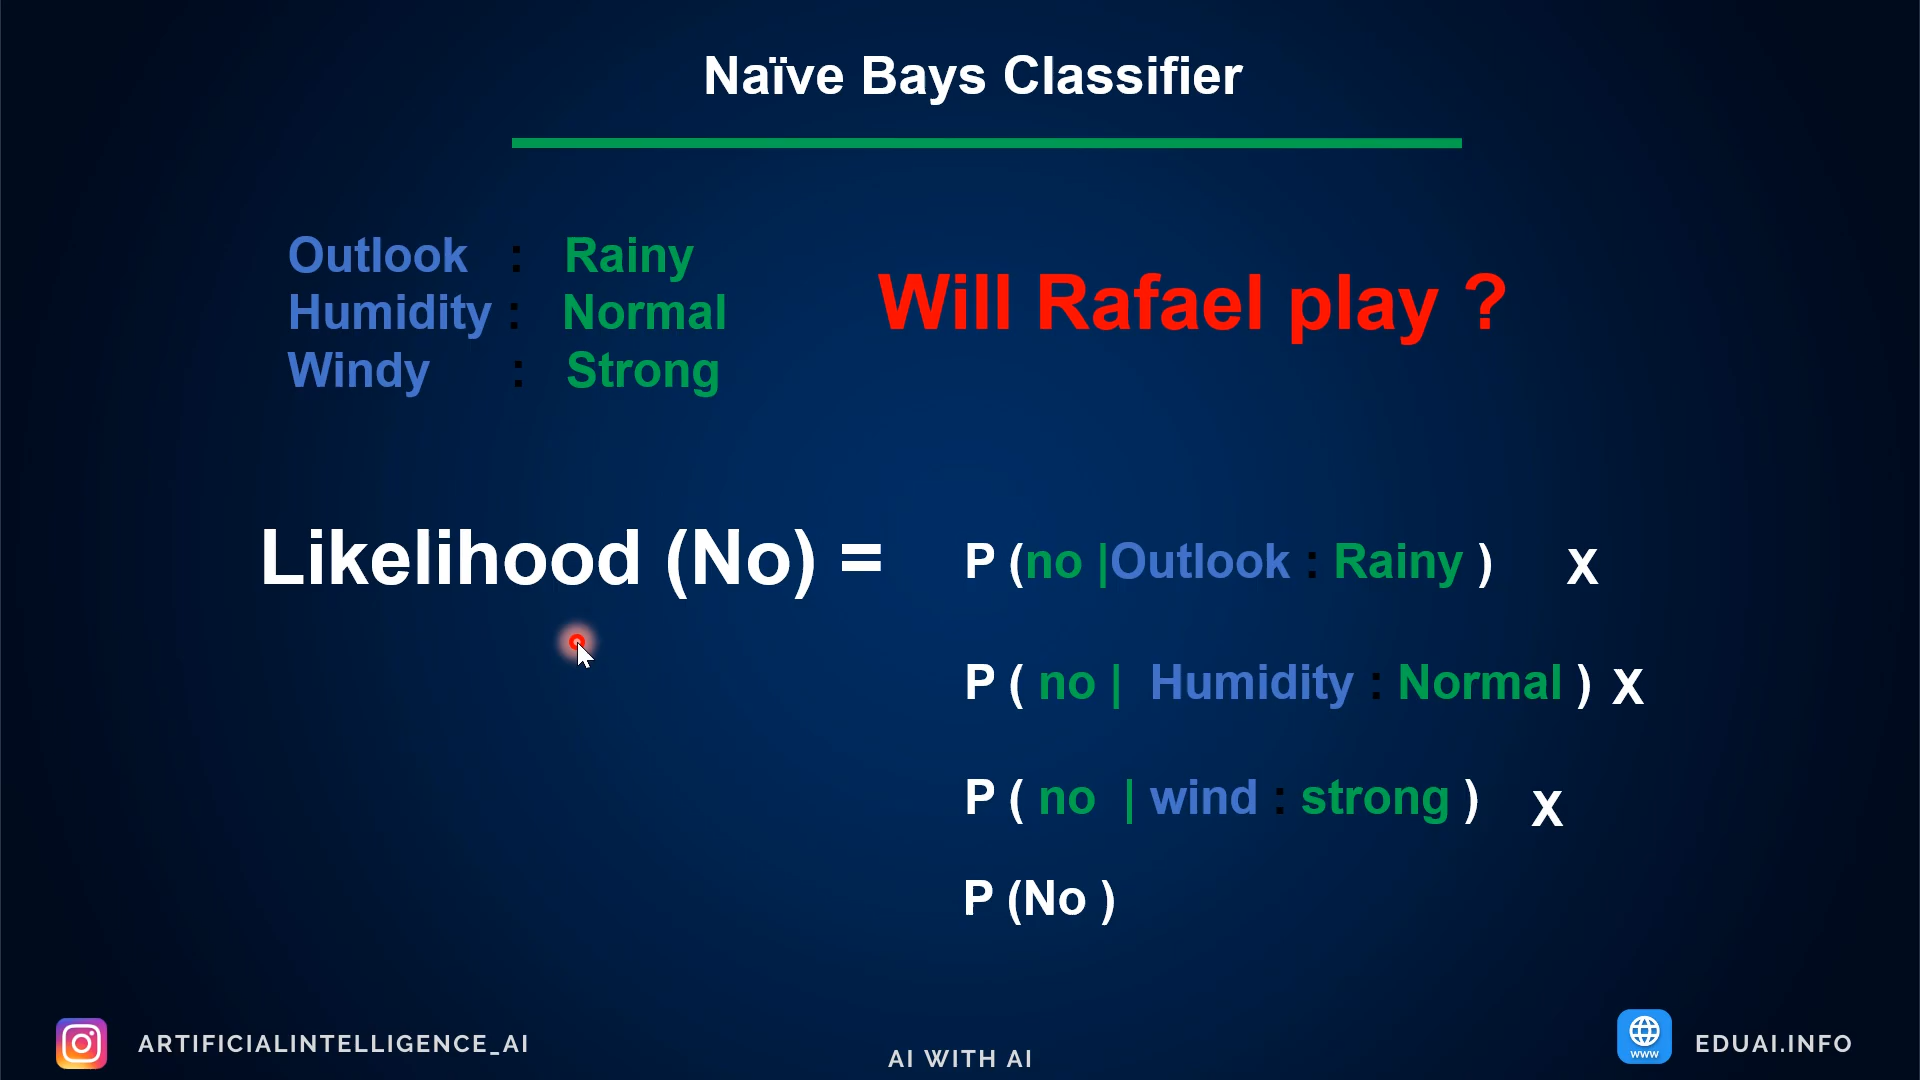 Naïve Bays Classifier
Outlook : Rainy
Humidity : Normal
Windy : Strong
Will Rafael play ?
Likelihood (No) =
P (no |Outlook : Rainy ) X
P ( no | Humidity : Normal ) X
P ( no | wind : strong ) X
P (No )
ARTIFICIALINTELLIGENCE_AI
AI WITH AI
www
EDUAI.INFO